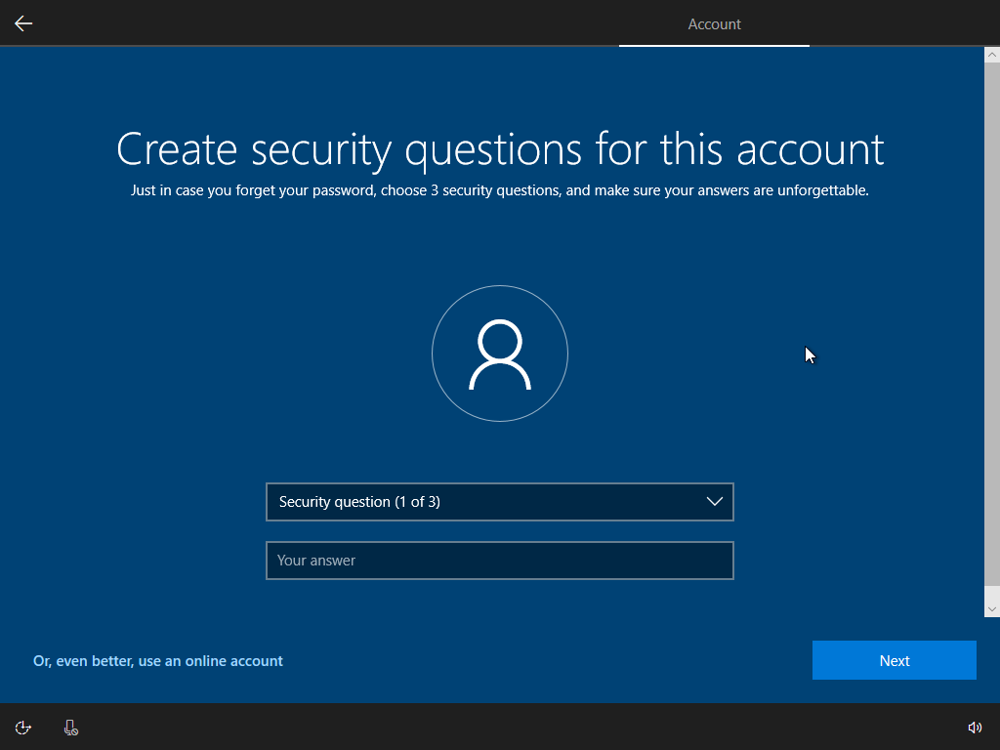 Account
Create security questions for this account
Just in case you forget your password, choose 3 security questions, and make sure your answers are unforgettable.
Security question (1 of 3)
Your answer
Or, even better, use an online account
Next